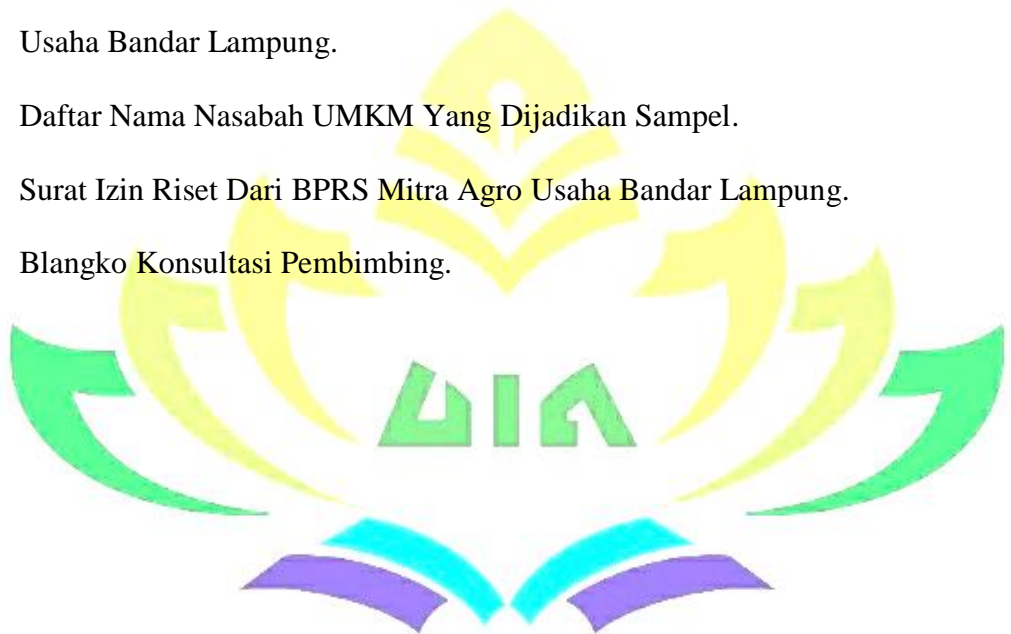 Usaha Bandar Lampung.
Daftar Nama Nasabah UMKM Yang Dijadikan Sampel.
Surat Izin Riset Dari BPRS Mitra Agro Usaha Bandar Lampung.
Blangko Konsultasi Pembimbing.